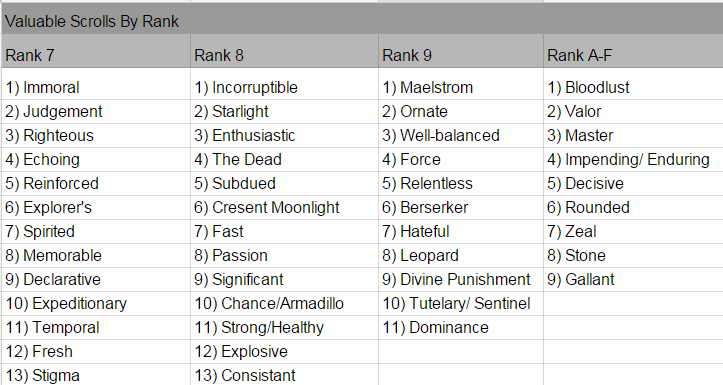 Valuable Scrolls By Rank
Rank 7 Rank 8 Rank 9 Rank A-F
1) Immoral 1) Incorruptible 1) Maelstrom 1) Bloodlust
2) Judgement 2) Starlight 2) Ornate 2) Valor
3) Righteous 3) Enthusiastic 3) Well-balanced 3) Master
4) Echoing 4) The Dead 4) Force 4) Impending/ Enduring
5) Reinforced 5) Subdued 5) Relentless 5) Decisive
6) Explorer's 6) Cresent Moonlight 6) Berserker 6) Rounded
7) Spirited 7) Fast 7) Hateful 7) Zeal
8) Memorable 8) Passion 8) Leopard 8) Stone
9) Declarative 9) Significant 9) Divine Punishment 9) Gallant
10) Expeditionary 10) Chance/Armadillo 10) Tutelary/ Sentinel
11) Temporal 11) Strong/Healthy 11) Dominance
12) Fresh 12) Explosive
13) Stigma 13) Consistant